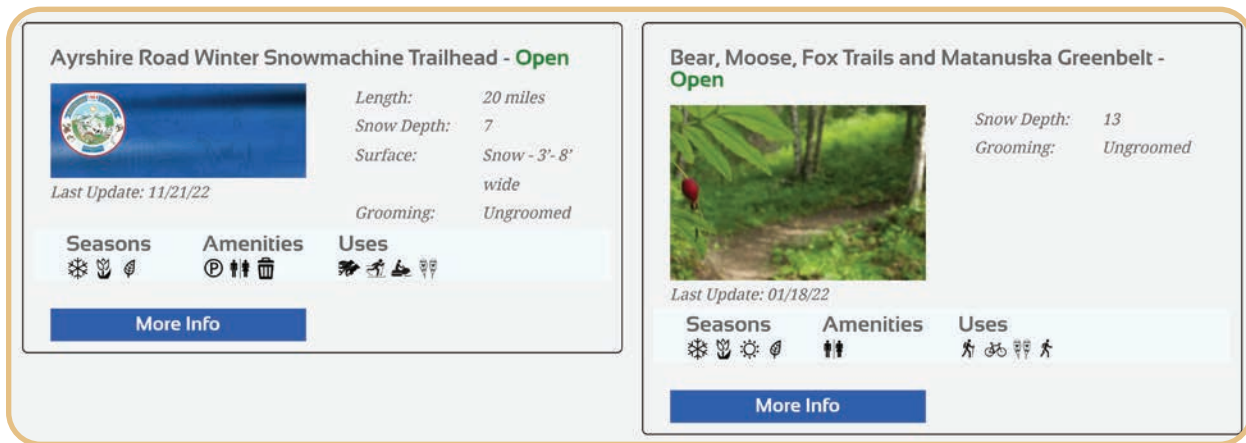 Ayrshire Road Winter Snowmachine Trailhead - Open
Length: 20 miles
Snow Depth: 7
Surface: Snow - 3'- 8'
wide
Grooming: Ungroomed
Last Update: 11/21/22
Seasons Amenities Uses
More Info
Bear, Moose, Fox Trails and Matanuska Greenbelt -
Open
Snow Depth: 13
Grooming: Ungroomed
Last Update: 01/18/22
Seasons Amenities Uses
More Info